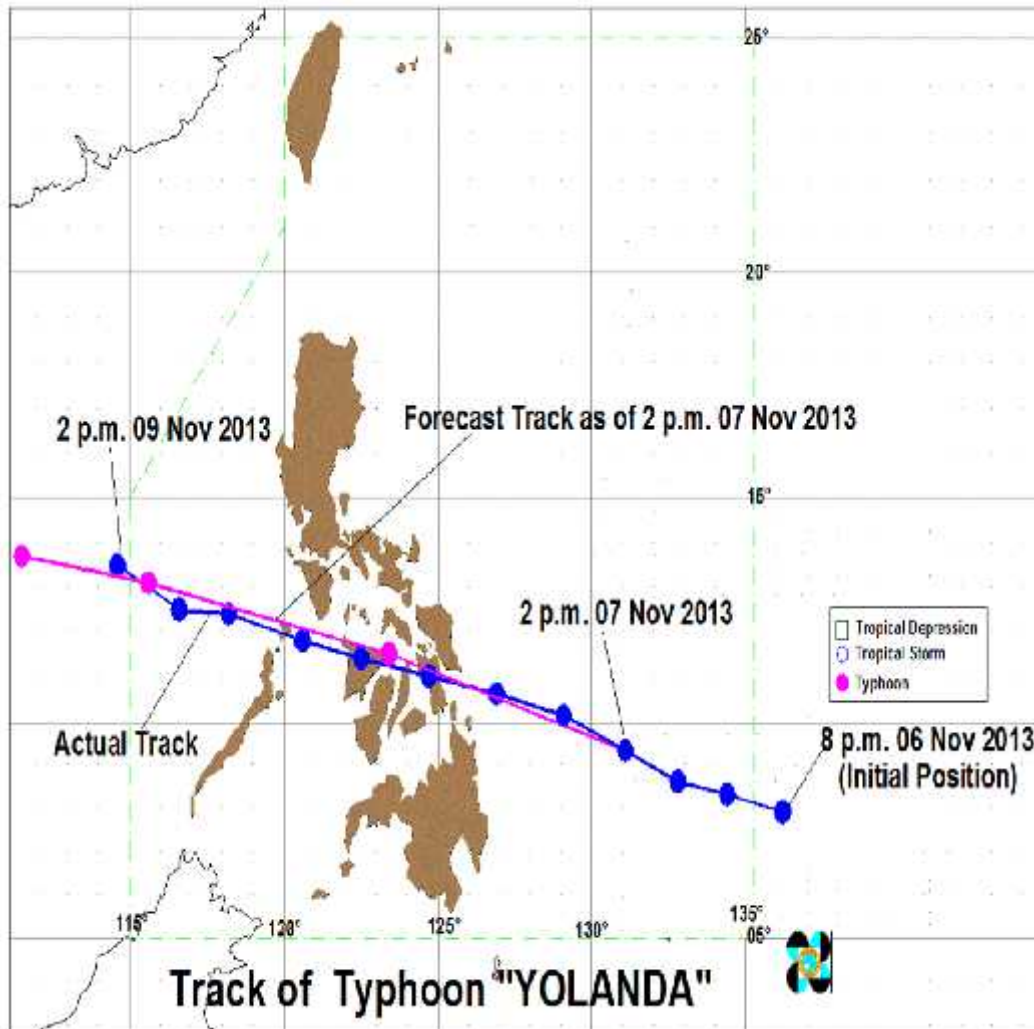 25°
20°
2 p.m. 09 Nov 2013
Forecast Track as of 2 p.m. 07 Nov 2013
15°
2 p.m. 07 Nov 2013
Tropical Depression
Tropical Storm
Typhoon
Actual Track
8 p.m. 06 Nov 2013
(Initial Position)
115°
120°
125°
130°
135°
05°
Track of Typhoon "YOLANDA"